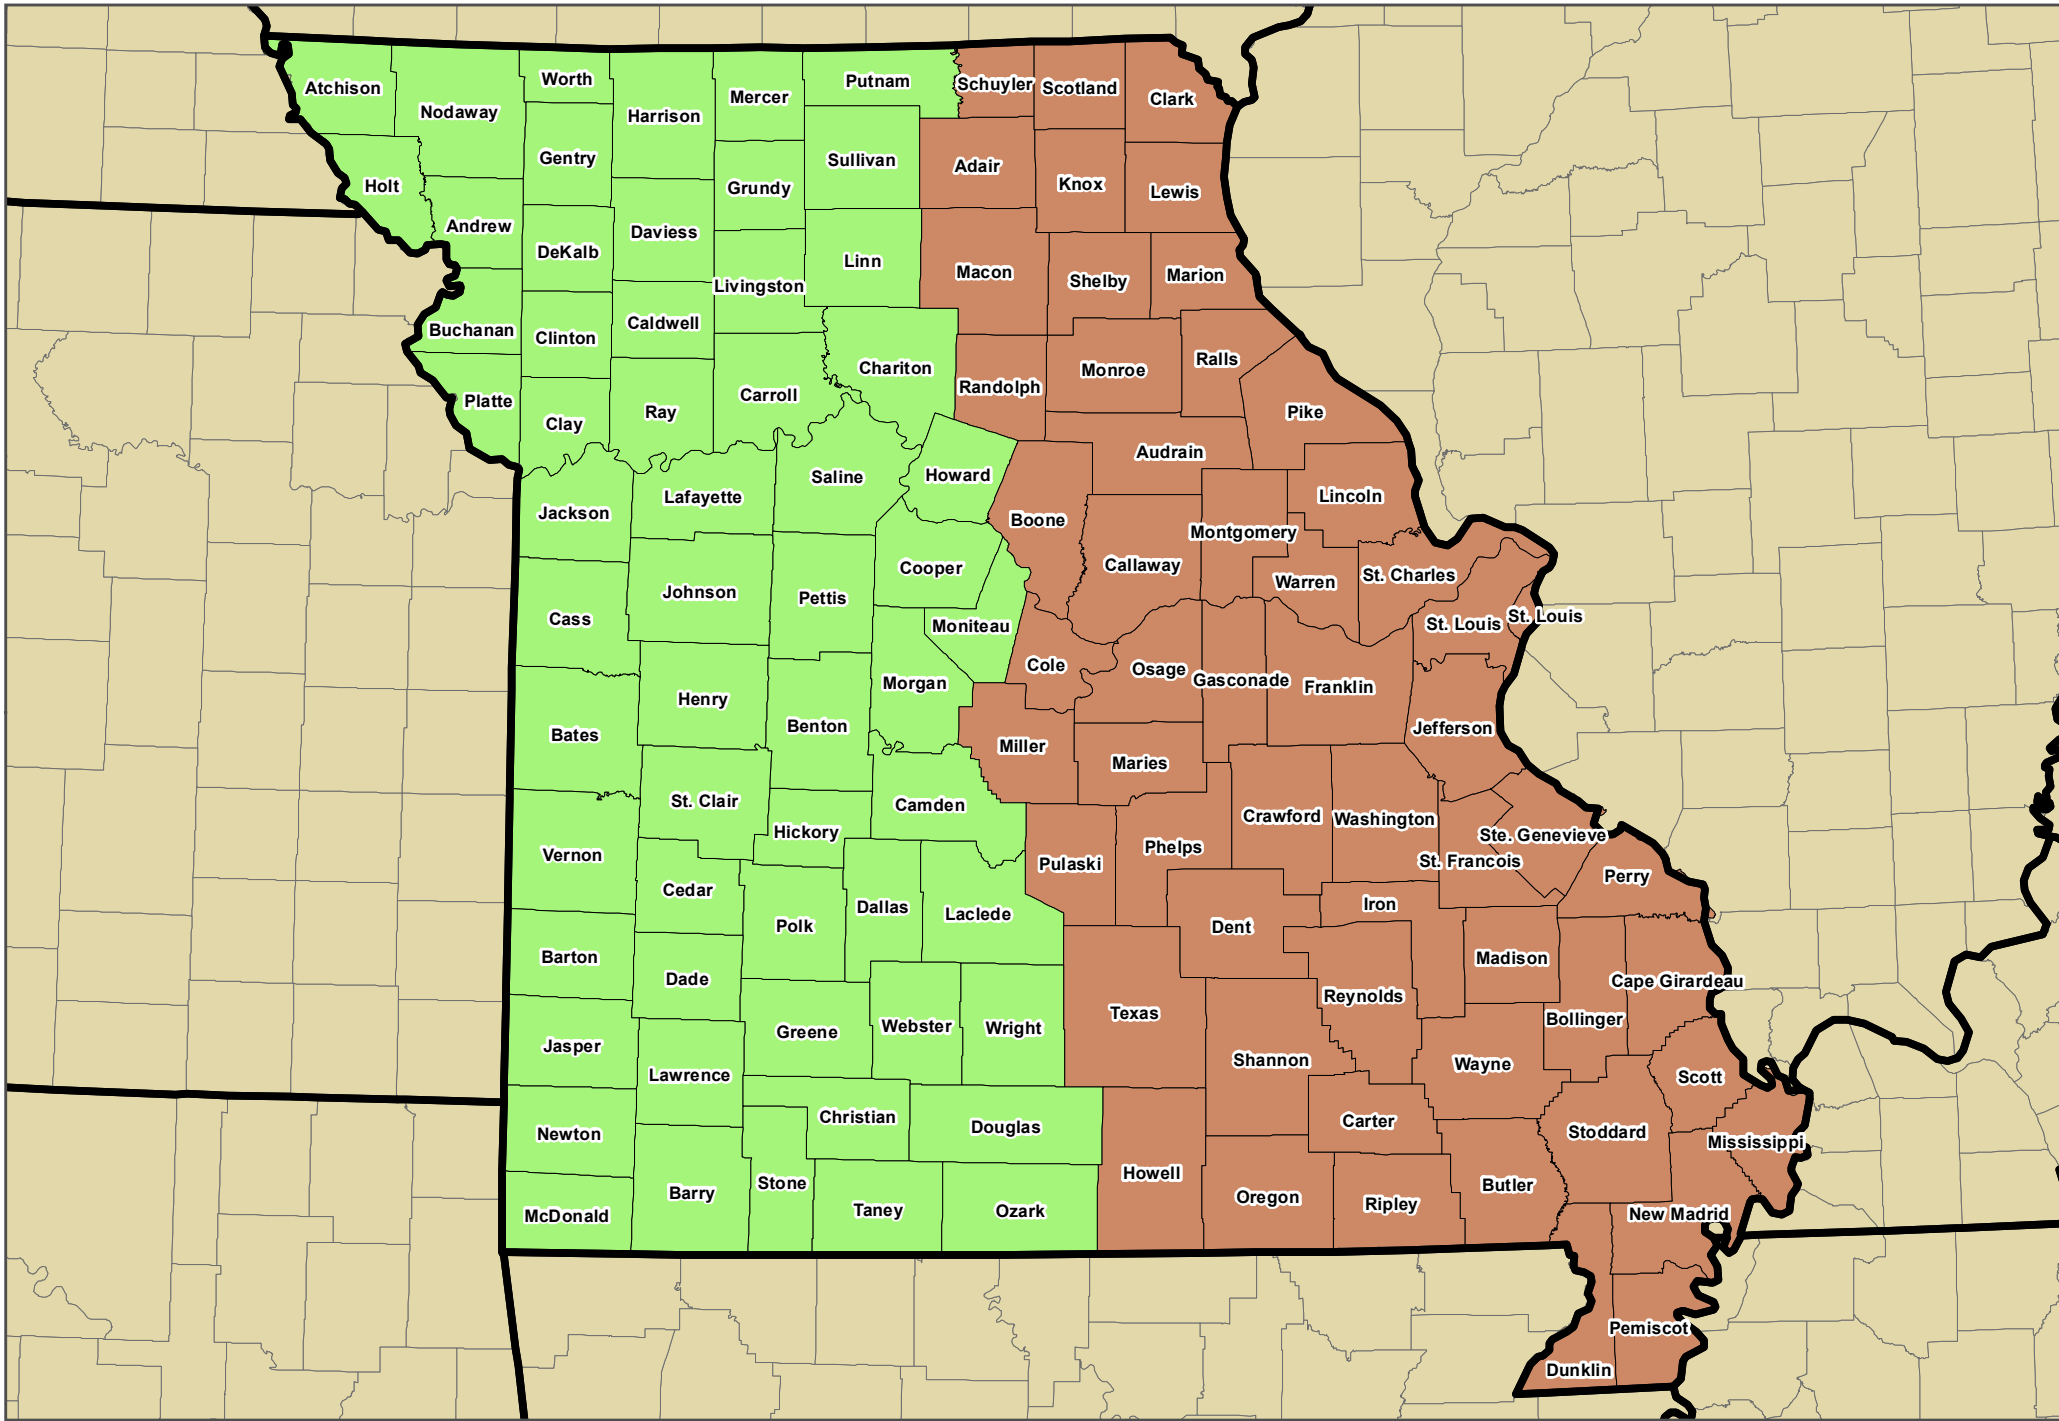 Atchison
Nodaway
Worth
Harrison
Mercer
Putnam
Schuyler
Scotland
Clark
Gentry
Holt
Sullivan
Adair
Grundy
Knox
Lewis
Andrew
DeKalb
Daviess
Linn
Macon
Shelby
Marion
Livingston
Buchanan
Clinton
Caldwell
Chariton
Randolph
Monroe
Ralls
Platte
Clay
Ray
Carroll
Pike
Audrain
Howard
Saline
Lafayette
Jackson
Lincoln
Boone
Montgomery
Callaway
Cooper
Warren
St. Charles
Johnson
Pettis
Cass
Moniteau
St. Louis
St. Louis
Cole
Osage
Gasconade
Franklin
Morgan
Henry
Benton
Bates
Miller
Maries
Jefferson
St. Clair
Camden
Hickory
Crawford
Washington
Ste. Genevieve
St. Francois
Vernon
Phelps
Pulaski
Perry
Cedar
Polk
Dallas
Laclede
Iron
Dent
Madison
Barton
Dade
Cape Girardeau
Reynolds
Texas
Bollinger
Greene
Webster
Wright
Jasper
Shannon
Wayne
Lawrence
Scott
Christian
Douglas
Carter
Newton
Stoddard
Mississippi
Howell
Stone
Barry
Oregon
Ripley
Butler
McDonald
Taney
Ozark
New Madrid
Pemiscot
Dunklin